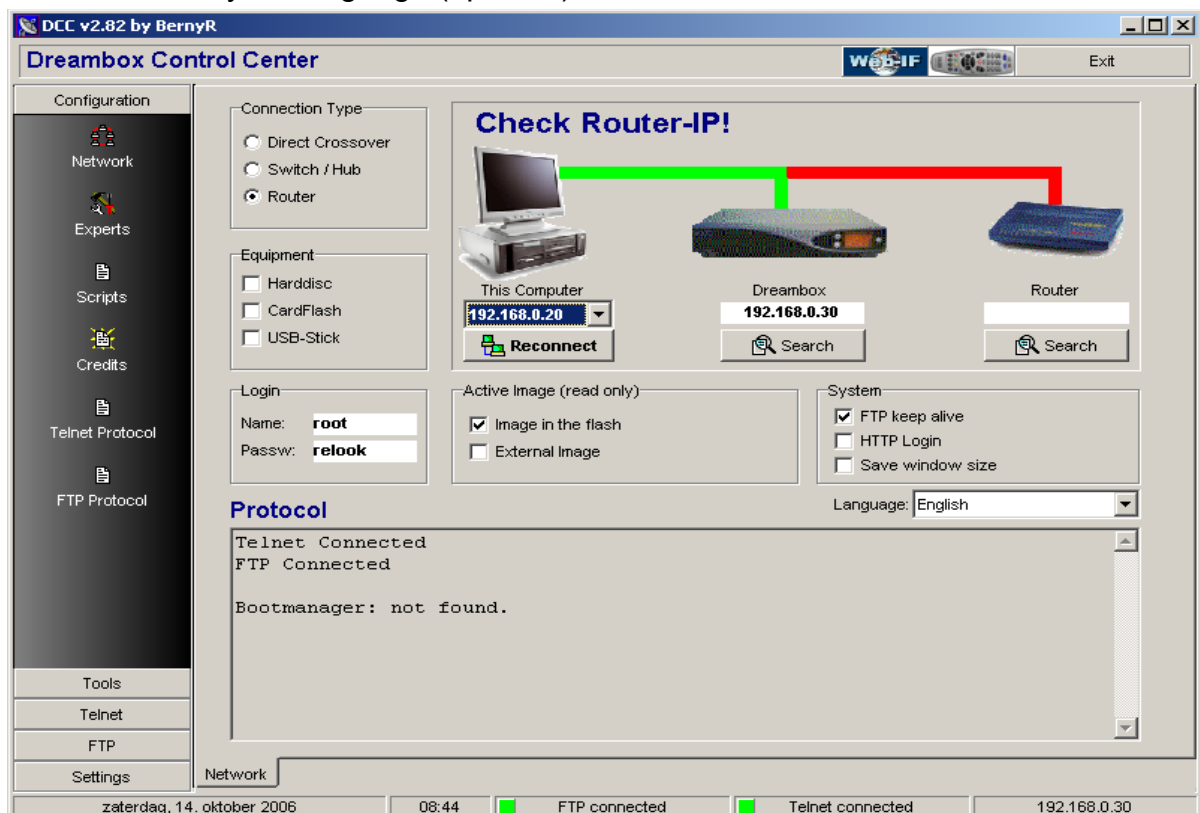 DCC v2.82 by BernyR
Dreambox Control Center
Web-IF
Exit
Configuration
Network
Experts
Scripts
Credits
Telnet Protocol
FTP Protocol
Tools
Telnet
FTP
Settings
Connection Type
Direct Crossover
Switch / Hub
Router
Equipment
Harddisc
CardFlash
USB-Stick
Check Router-IP!
This Computer
192.168.0.20
Reconnect
Dreambox
192.168.0.30
Search
Router
Search
Login
Name: root
Passw: relook
Active Image (read only)
Image in the flash
External Image
System
FTP keep alive
HTTP Login
Save window size
Language: English
Protocol
Telnet Connected
FTP Connected
Bootmanager: not found.
Network
zaterdag, 14. oktober 2006 08:44 FTP connected Telnet connected 192.168.0.30